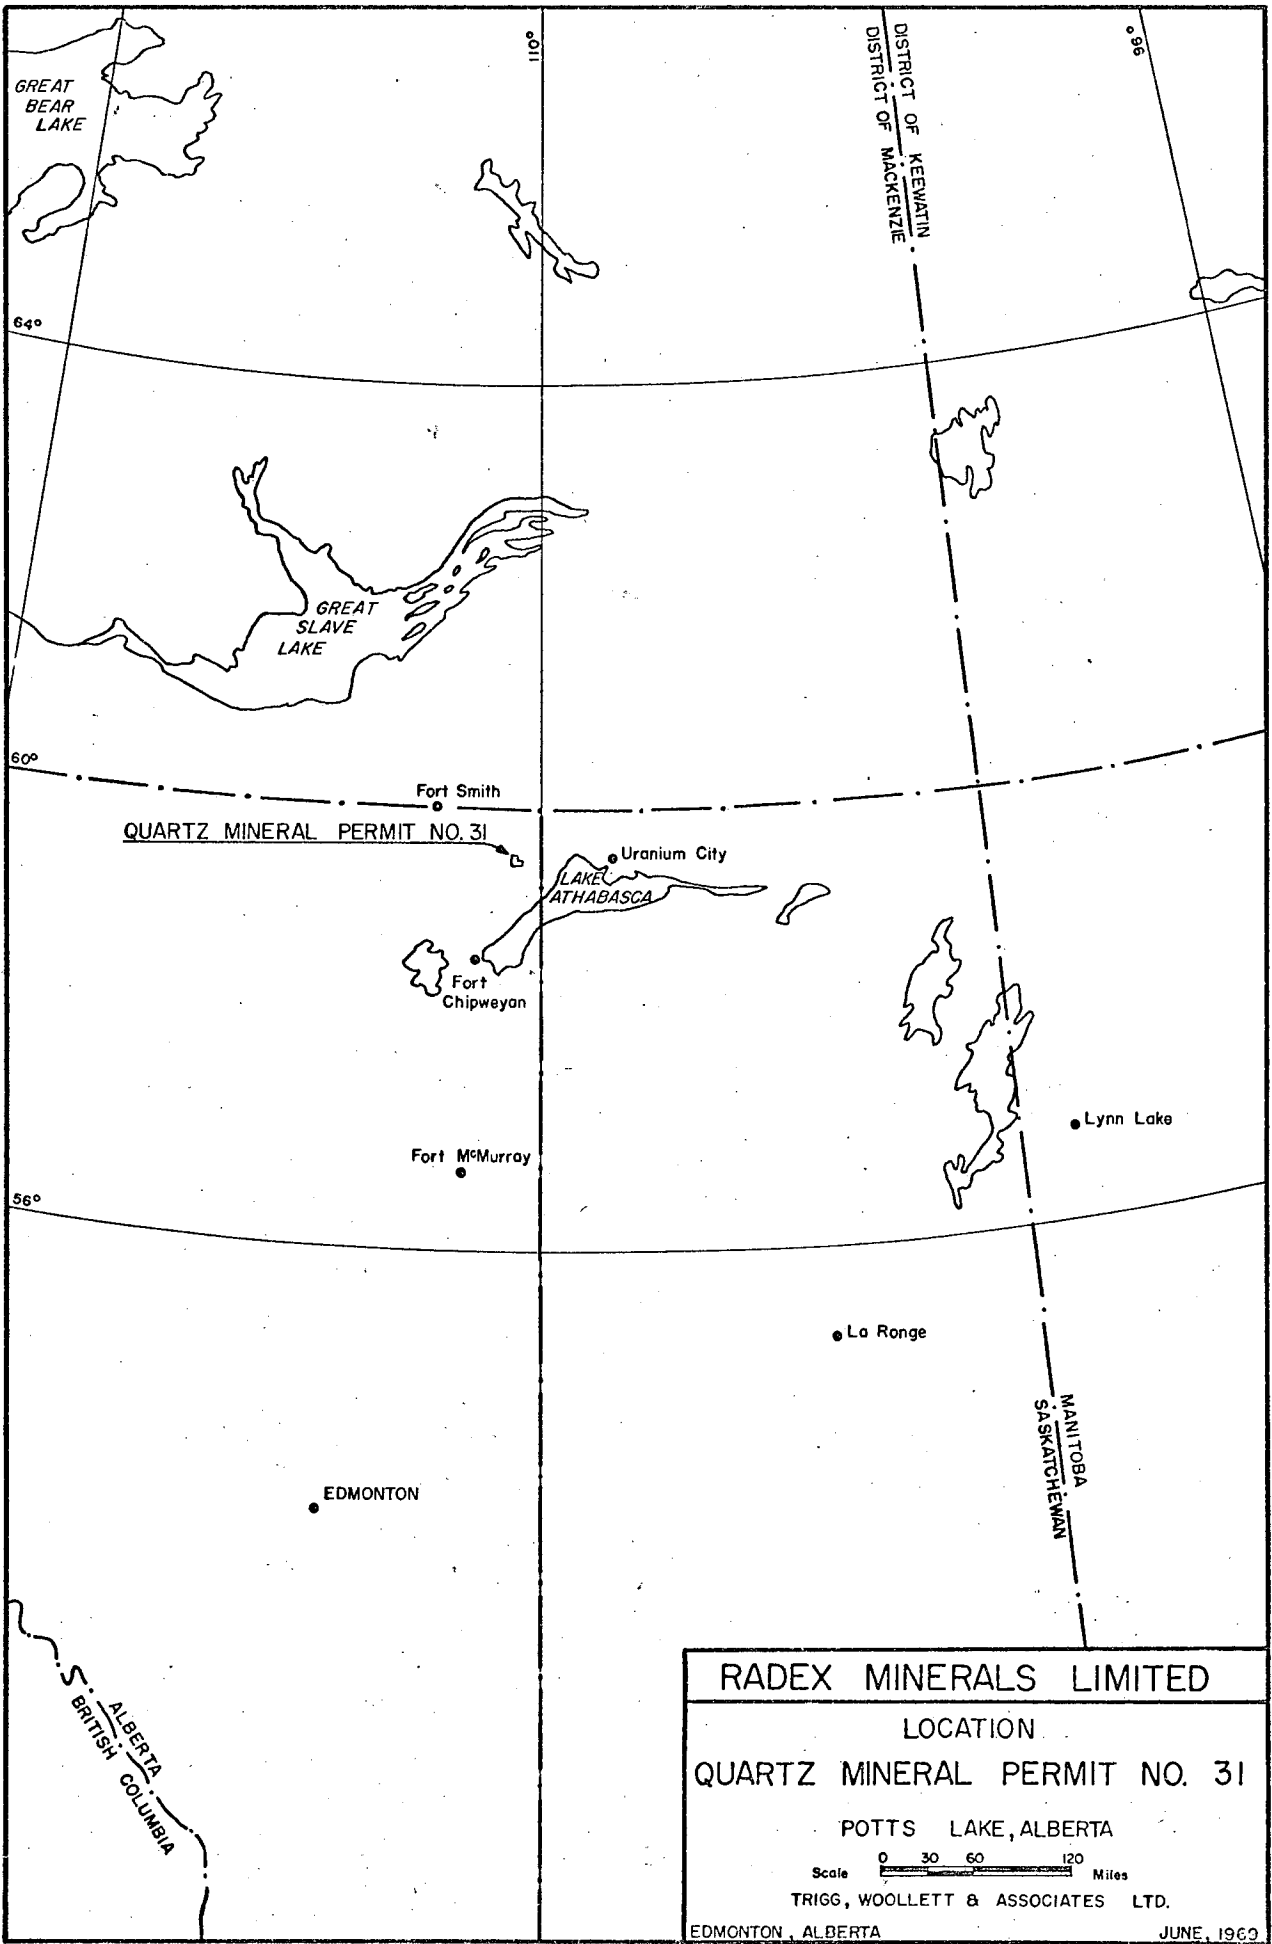 110°
96°
DISTRICT OF KEEWATIN
DISTRICT OF MACKENZIE
GREAT
BEAR
LAKE
64°
GREAT
SLAVE
LAKE
60°
Fort Smith
QUARTZ MINERAL PERMIT NO. 31
Uranium City
LAKE
ATHABASCA
Fort
Chipweyan
Lynn Lake
Fort McMurray
56°
La Ronge
MANITOBA
SASKATCHEWAN
EDMONTON
ALBERTA
BRITISH COLUMBIA
RADEX MINERALS LIMITED
LOCATION
QUARTZ MINERAL PERMIT NO. 31
POTTS LAKE, ALBERTA
0 30 60 120
Scale Miles
TRIGG, WOOLLETT & ASSOCIATES LTD.
EDMONTON, ALBERTA JUNE, 1969